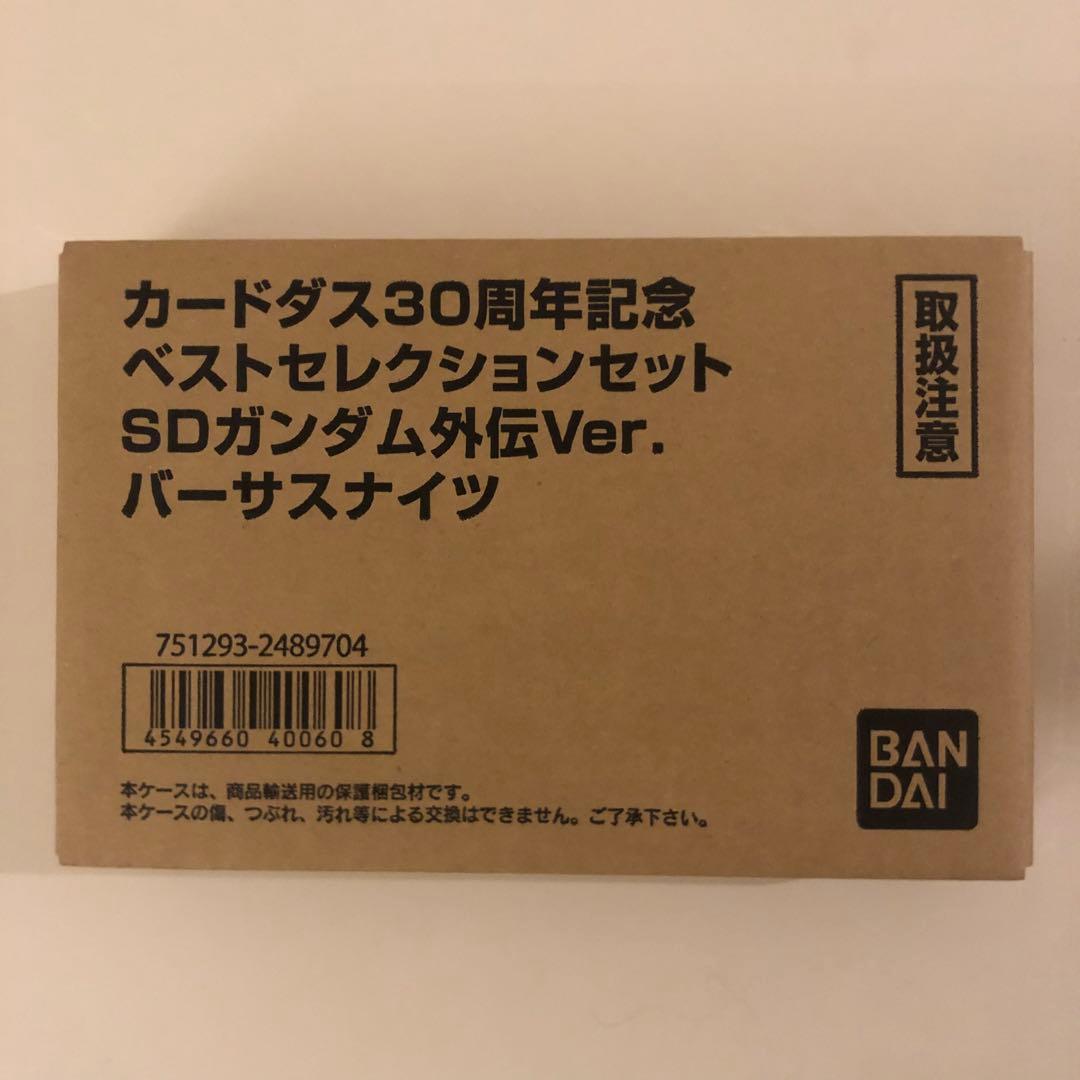 カードダス30周年記念
ベストセレクションセット
SDガンダム外伝Ver.
バーサスナイツ
取扱注意
751293-2489704
4549660 40060 8
本ケースは、商品輸送用の保護梱包材です。
本ケースの傷、つぶれ、汚れ等による交換はできません。ご了承下さい。
BAN
DAI